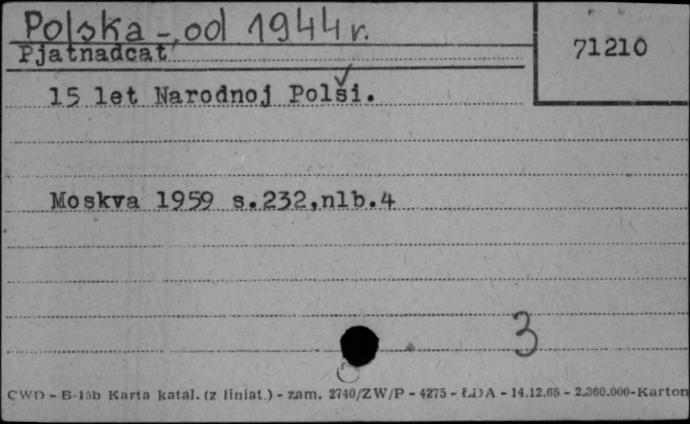 Polska - od 1944 r.
Pjatnadcat'
71210
15 let Narodnoj Polši.
Moskva 1959 s.232,nlb.4
3
CWD - B-15b Karta katal. (z liniat.) - zam. 2740/ZW/P - 4275 - ŁDA - 14.12.65 - 2.360.000-Karton